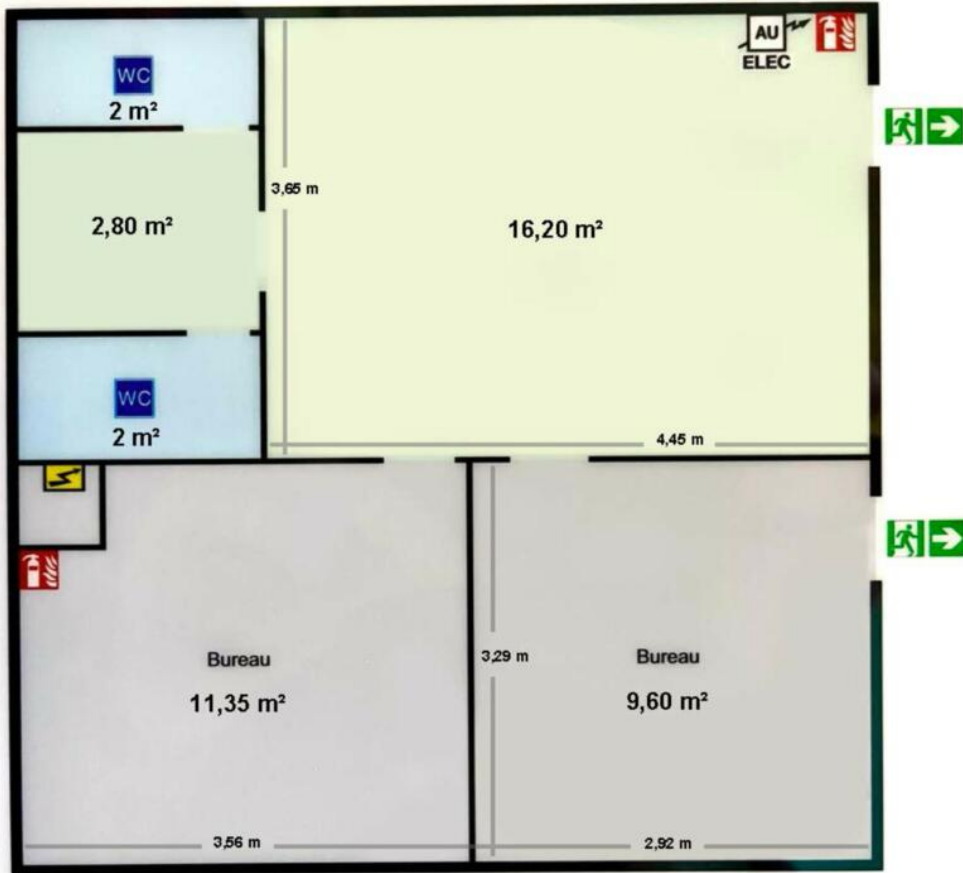 WC
2 m²
AU
ELEC
3,65 m
2,80 m²
16,20 m²
WC
2 m²
4,45 m
Bureau
11,35 m²
3,29 m
Bureau
9,60 m²
3,56 m
2,92 m